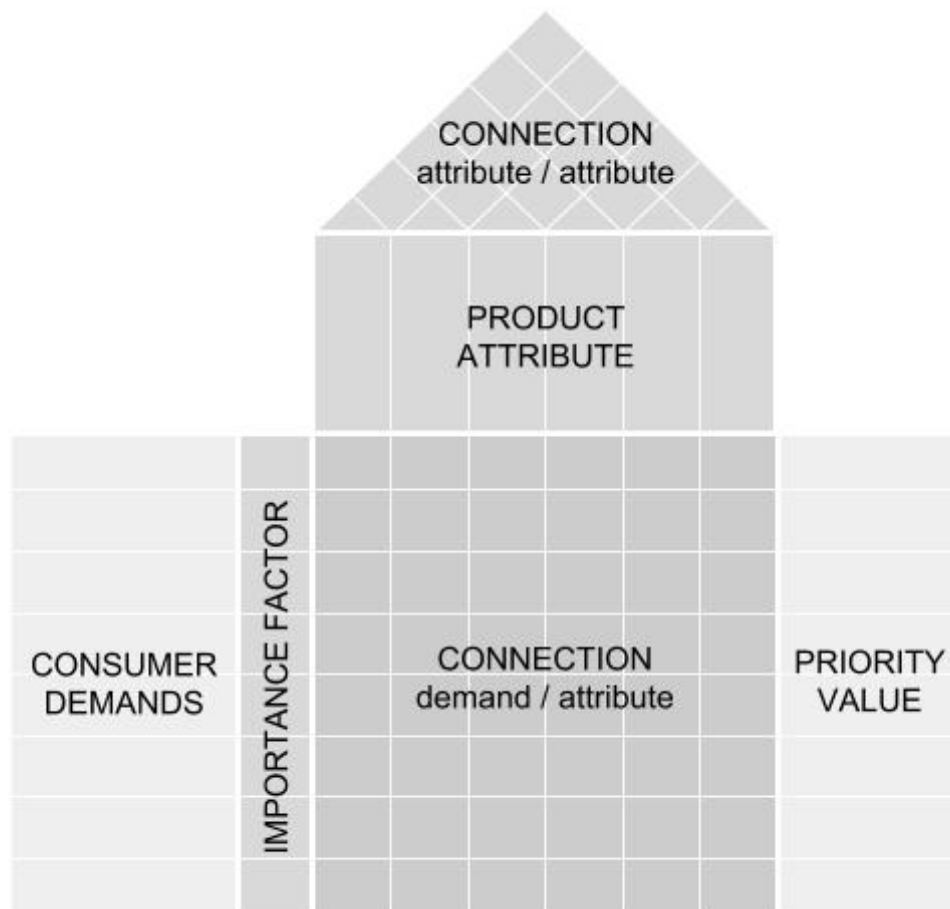 CONNECTION
attribute / attribute
PRODUCT
ATTRIBUTE
CONSUMER
DEMANDS
IMPORTANCE FACTOR
CONNECTION
demand / attribute
PRIORITY
VALUE